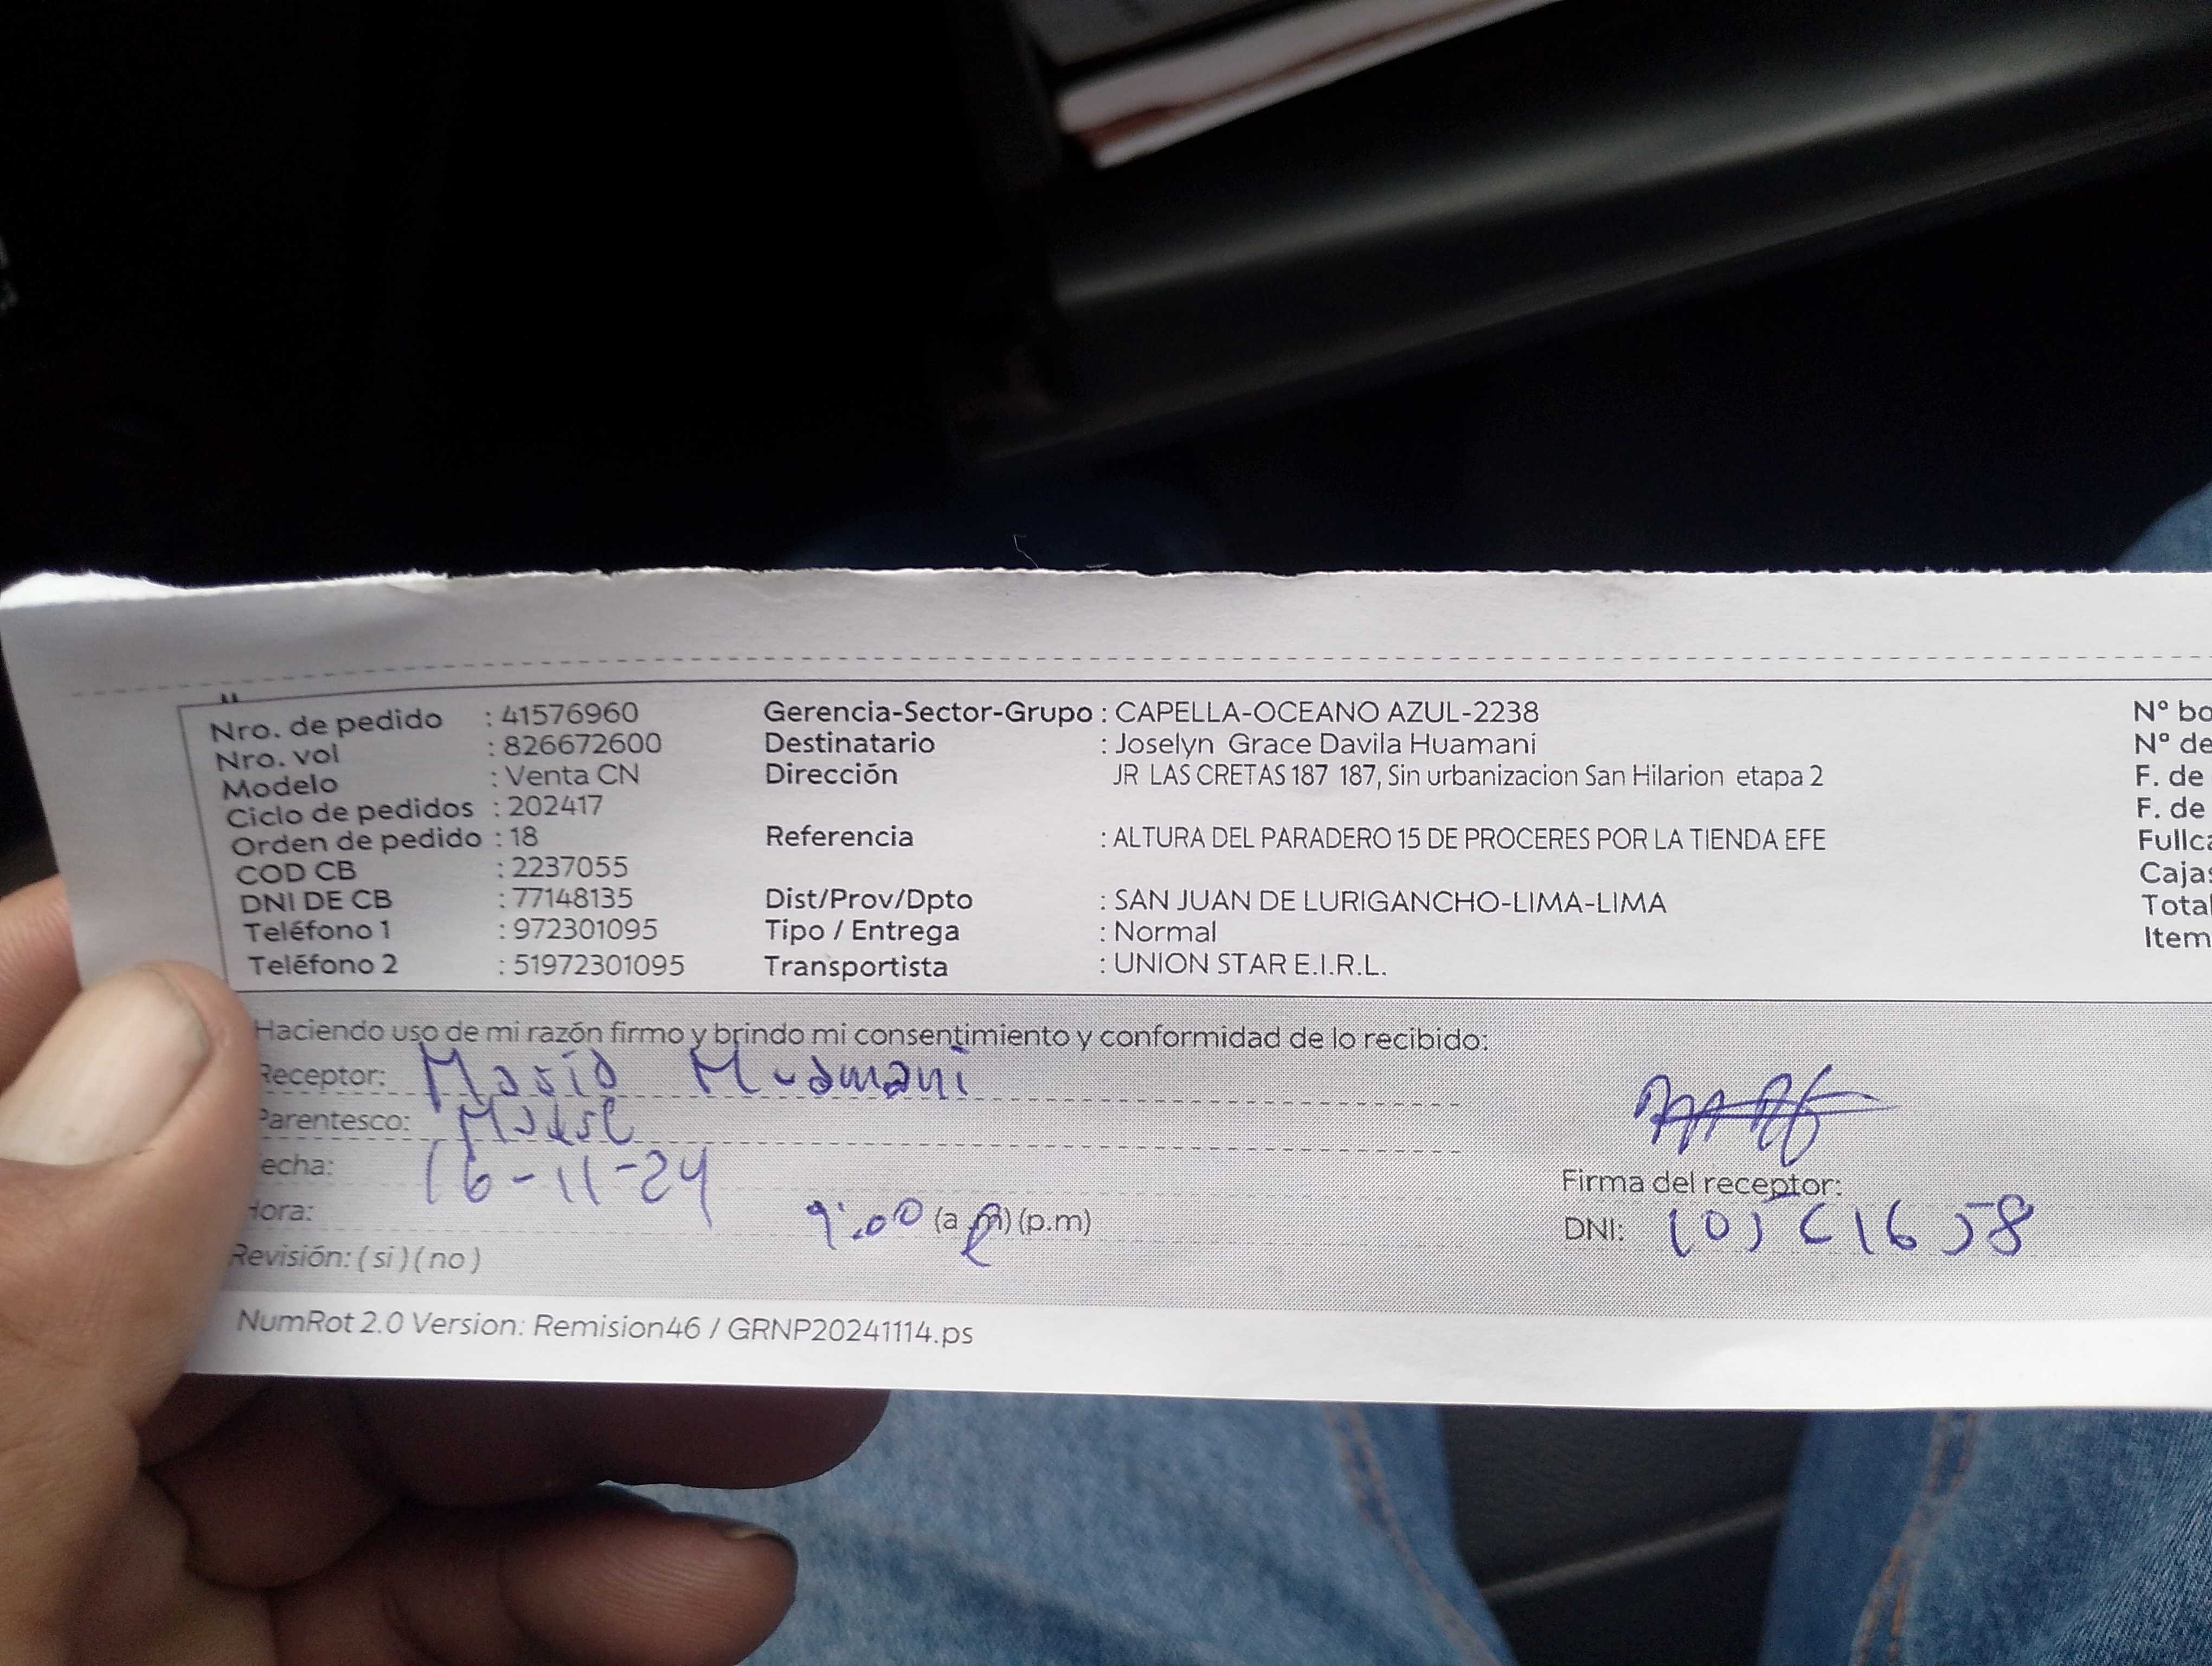 Nro. de pedido : 41576960
Nro. vol : 826672600
Modelo : Venta CN
Ciclo de pedidos : 202417
Orden de pedido : 18
COD CB : 2237055
DNI DE CB : 77148135
Teléfono 1 : 972301095
Teléfono 2 : 51972301095
Gerencia-Sector-Grupo : CAPELLA-OCEANO AZUL-2238
Destinatario : Joselyn Grace Davila Huamani
Dirección JR LAS CRETAS 187 187, Sin urbanizacion San Hilarion etapa 2
Referencia : ALTURA DEL PARADERO 15 DE PROCERES POR LA TIENDA EFE
Dist/Prov/Dpto : SAN JUAN DE LURIGANCHO-LIMA-LIMA
Tipo / Entrega : Normal
Transportista : UNION STAR E.I.R.L.
N° bo
N° de
F. de
F. de
Fullca
Cajas
Total
Item
Haciendo uso de mi razón firmo y brindo mi consentimiento y conformidad de lo recibido:
Receptor: Maria Huamani
Parentesco:
echa: 16-11-24
Hora: 9:00 (a.m) (p.m)
Revisión: ( si ) ( no )
Firma del receptor:
DNI:
NumRot 2.0 Version: Remision46 / GRNP20241114.ps